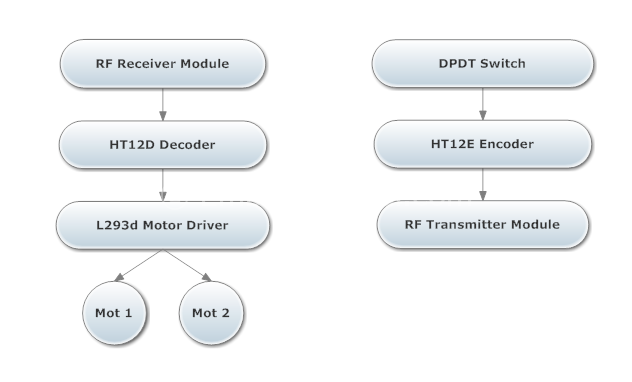 RF Receiver Module
HT12D Decoder
L293d Motor Driver
Mot 1
Mot 2
DPDT Switch
HT12E Encoder
RF Transmitter Module